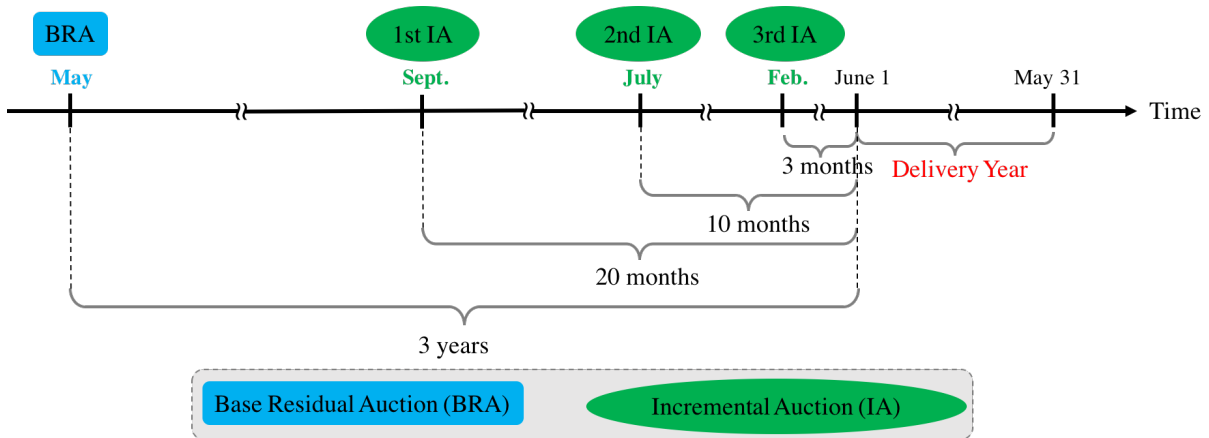 BRA
1st IA
2nd IA
3rd IA
May
Sept.
July
Feb.
June 1
May 31
Time
3 months
Delivery Year
10 months
20 months
3 years
Base Residual Auction (BRA)
Incremental Auction (IA)